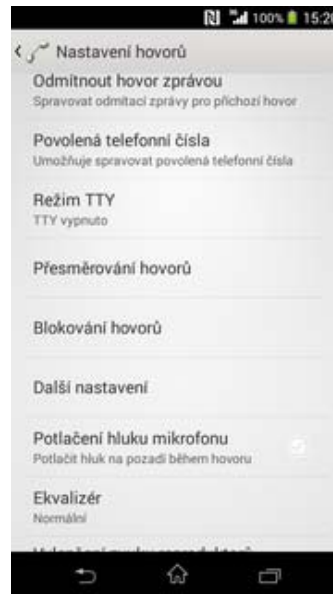 100% 15:20
Nastavení hovorů
Odmítnout hovor zprávou
Spravovat odmítací zprávy pro příchozí hovor
Povolená telefonní čísla
Umožňuje spravovat povolená telefonní čísla
Režim TTY
TTY vypnuto
Přesměrování hovorů
Blokování hovorů
Další nastavení
Potlačení hluku mikrofonu
Potlačit hluk na pozadí během hovoru
Ekvalizér
Normální